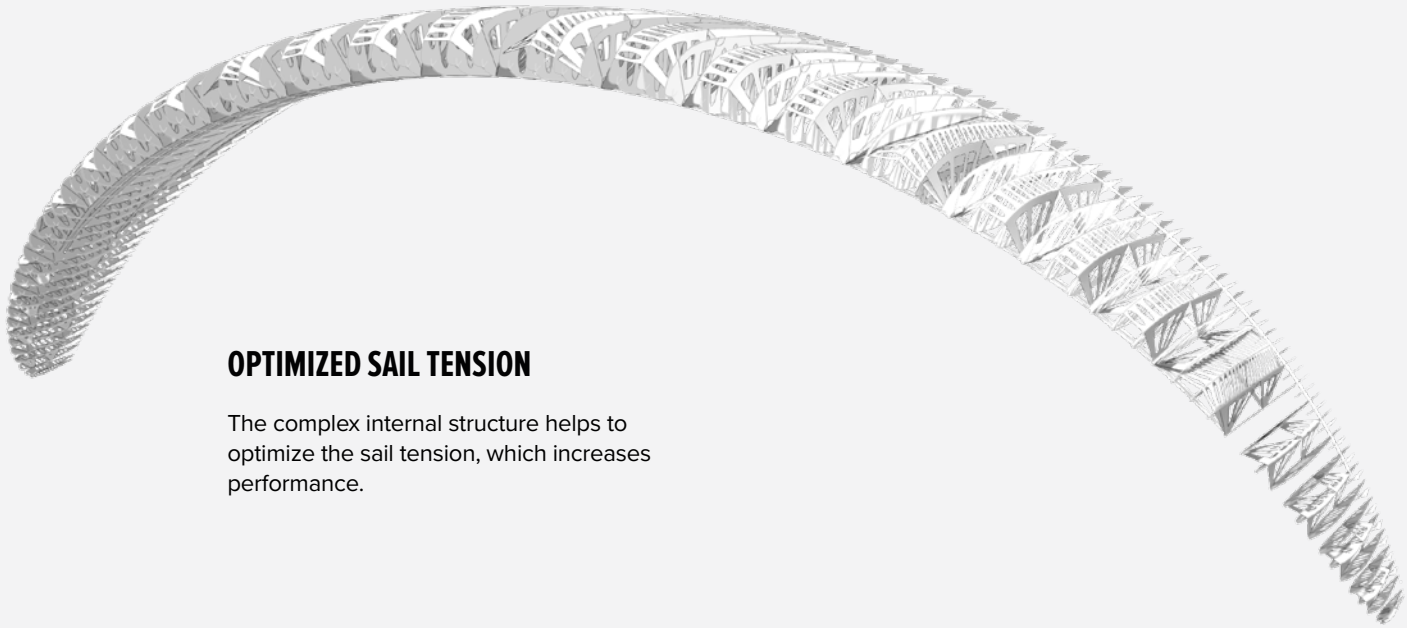 OPTIMIZED SAIL TENSION
The complex internal structure helps to
optimize the sail tension, which increases
performance.